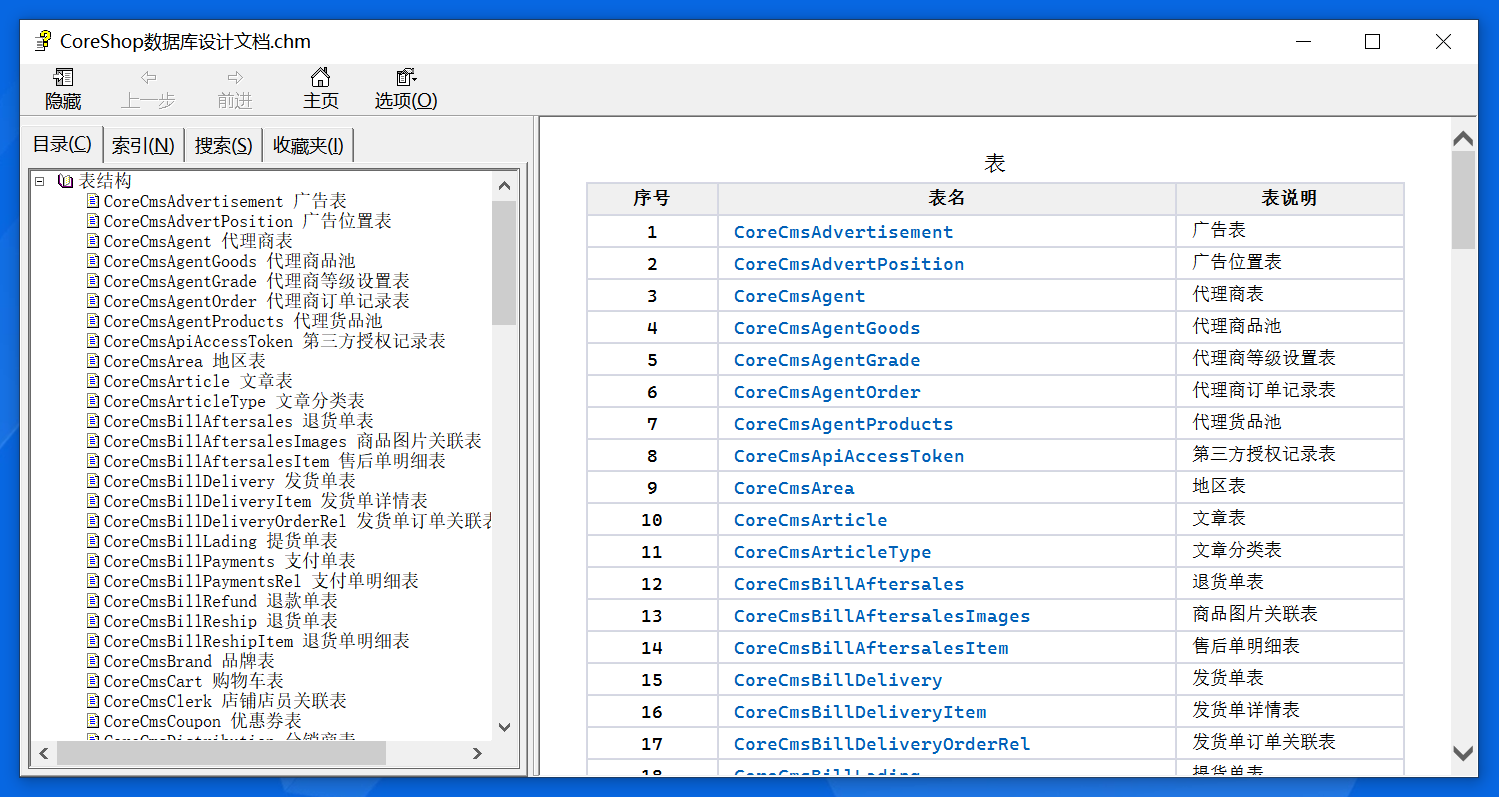 CoreShop数据库设计文档.chm
隐藏 上一步 前进 主页 选项(O)
目录(C) 索引(N) 搜索(S) 收藏夹(I)
表结构
CoreCmsAdvertisement 广告表
CoreCmsAdvertPosition 广告位置表
CoreCmsAgent 代理商表
CoreCmsAgentGoods 代理商品池
CoreCmsAgentGrade 代理商等级设置表
CoreCmsAgentOrder 代理商订单记录表
CoreCmsAgentProducts 代理货品池
CoreCmsApiAccessToken 第三方授权记录表
CoreCmsArea 地区表
CoreCmsArticle 文章表
CoreCmsArticleType 文章分类表
CoreCmsBillAftersales 退货单表
CoreCmsBillAftersalesImages 商品图片关联表
CoreCmsBillAftersalesItem 售后单明细表
CoreCmsBillDelivery 发货单表
CoreCmsBillDeliveryItem 发货单详情表
CoreCmsBillDeliveryOrderRel 发货单订单关联表
CoreCmsBillLading 提货单表
CoreCmsBillPayments 支付单表
CoreCmsBillPaymentsRel 支付单明细表
CoreCmsBillRefund 退款单表
CoreCmsBillReship 退货单表
CoreCmsBillReshipItem 退货单明细表
CoreCmsBrand 品牌表
CoreCmsCart 购物车表
CoreCmsClerk 店铺店员关联表
CoreCmsCoupon 优惠券表
CoreCmsDistribution 分销商表
表
序号 表名 表说明
1 CoreCmsAdvertisement 广告表
2 CoreCmsAdvertPosition 广告位置表
3 CoreCmsAgent 代理商表
4 CoreCmsAgentGoods 代理商品池
5 CoreCmsAgentGrade 代理商等级设置表
6 CoreCmsAgentOrder 代理商订单记录表
7 CoreCmsAgentProducts 代理货品池
8 CoreCmsApiAccessToken 第三方授权记录表
9 CoreCmsArea 地区表
10 CoreCmsArticle 文章表
11 CoreCmsArticleType 文章分类表
12 CoreCmsBillAftersales 退货单表
13 CoreCmsBillAftersalesImages 商品图片关联表
14 CoreCmsBillAftersalesItem 售后单明细表
15 CoreCmsBillDelivery 发货单表
16 CoreCmsBillDeliveryItem 发货单详情表
17 CoreCmsBillDeliveryOrderRel 发货单订单关联表
18 CoreCmsBillLading 提货单表